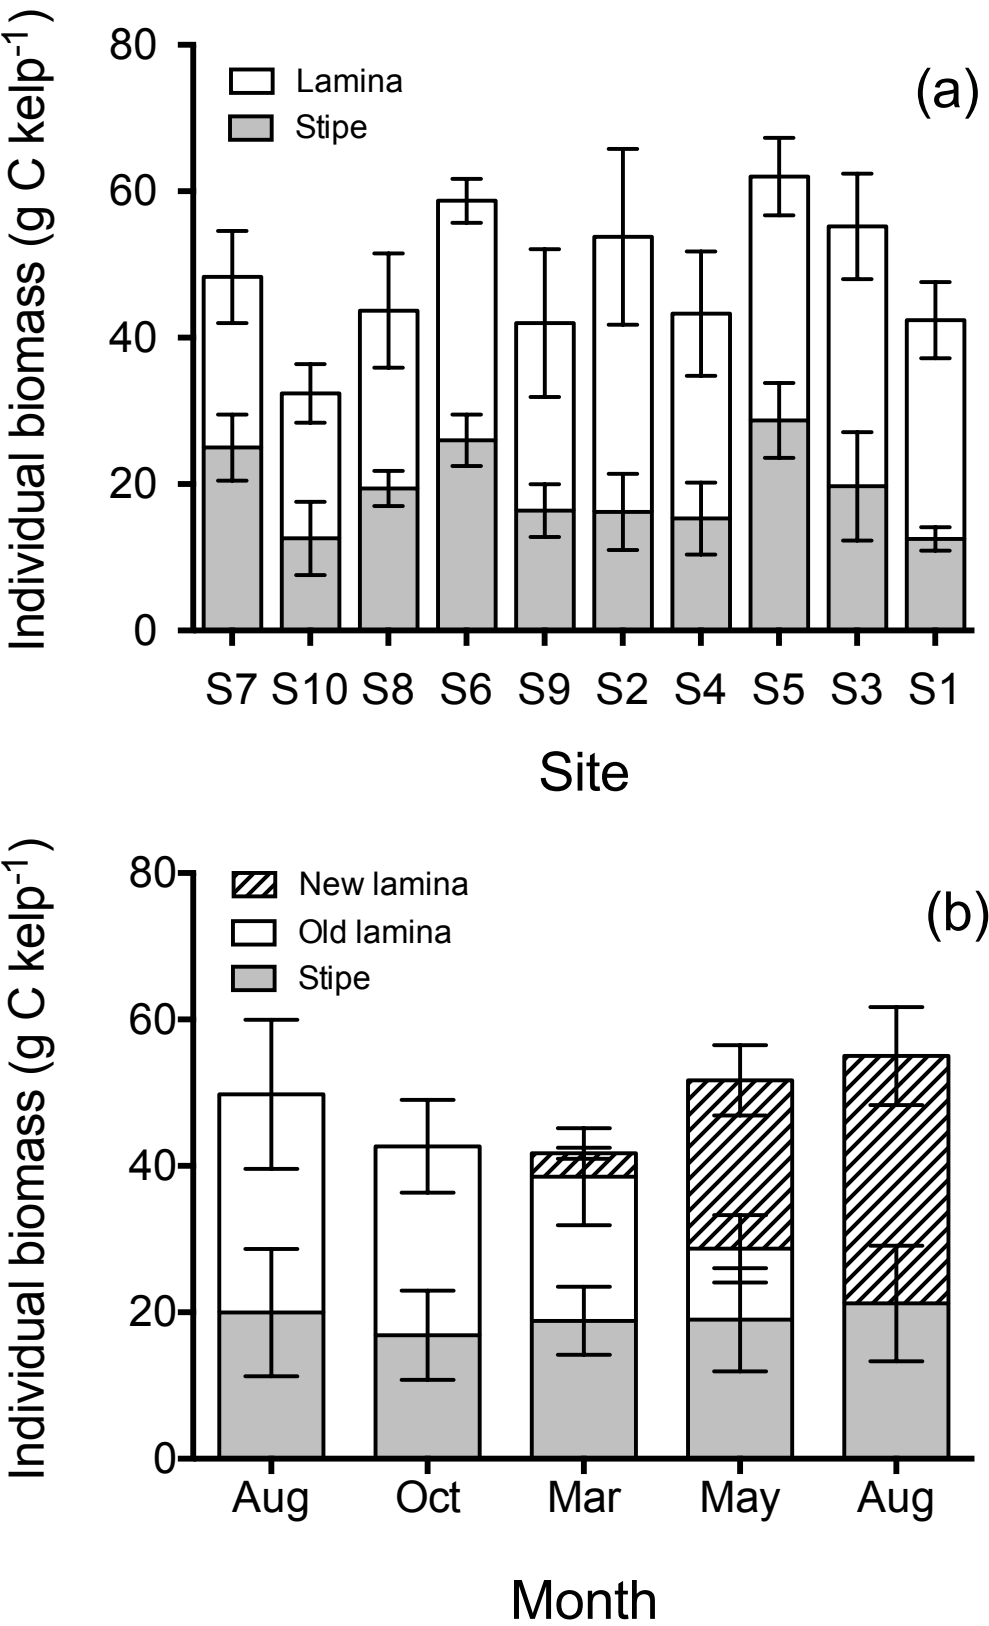 Individual biomass (g C kelp⁻¹)
80
60
40
20
0
Lamina
Stipe
(a)
S7 S10 S8 S6 S9 S2 S4 S5 S3 S1
Site
Individual biomass (g C kelp⁻¹)
80
60
40
20
0
New lamina
Old lamina
Stipe
(b)
Aug Oct Mar May Aug
Month